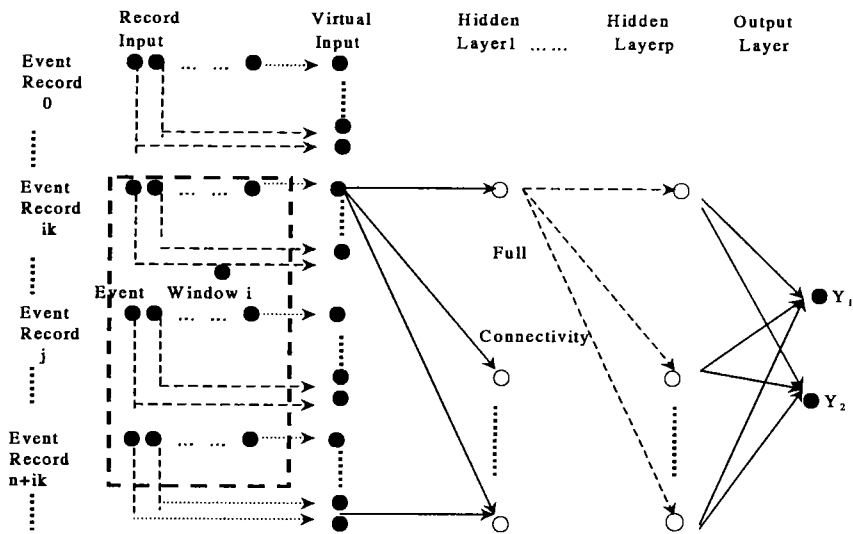 Record Input
Virtual Input
Hidden Layer1 ... ...
Hidden Layerp
Output Layer
Event Record 0
... ...
Event Record ik
... ...
Full
Event Window i
Y1
Event Record j
... ...
Connectivity
Y2
Event Record n+ik
... ...